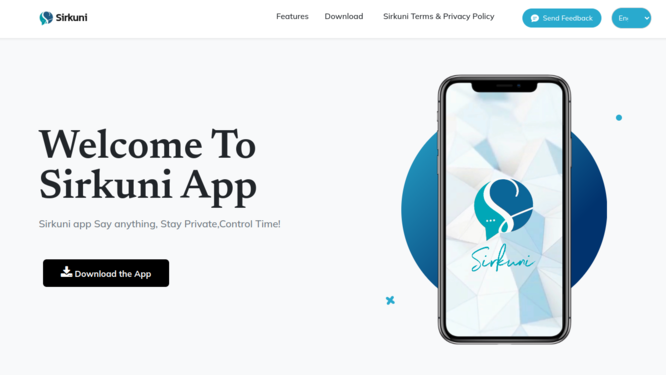 Sirkuni
Features
Download
Sirkuni Terms & Privacy Policy
Send Feedback
En
Welcome To
Sirkuni App
Sirkuni app Say anything, Stay Private,Control Time!
Download the App
Sirkuni